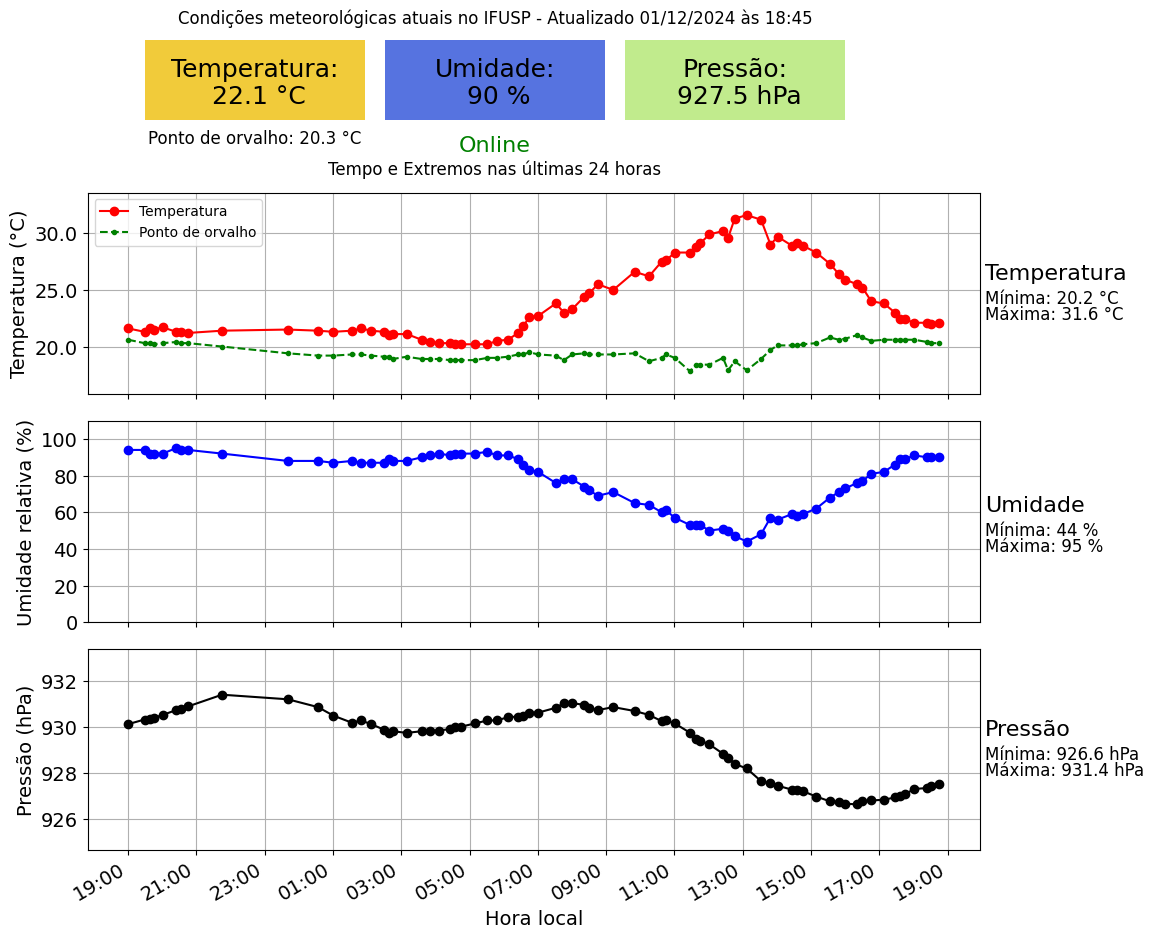 Condições meteorológicas atuais no IFUSP - Atualizado 01/12/2024 às 18:45
Temperatura:
22.1 °C
Umidade:
90 %
Pressão:
927.5 hPa
Ponto de orvalho: 20.3 °C
Online
Tempo e Extremos nas últimas 24 horas
Temperatura (°C)
30.0
25.0
20.0
Temperatura
Ponto de orvalho
Temperatura
Mínima: 20.2 °C
Máxima: 31.6 °C
Umidade relativa (%)
100
80
60
40
20
0
Umidade
Mínima: 44 %
Máxima: 95 %
Pressão (hPa)
932
930
928
926
Pressão
Mínima: 926.6 hPa
Máxima: 931.4 hPa
19:00 21:00 23:00 01:00 03:00 05:00 07:00 09:00 11:00 13:00 15:00 17:00 19:00
Hora local